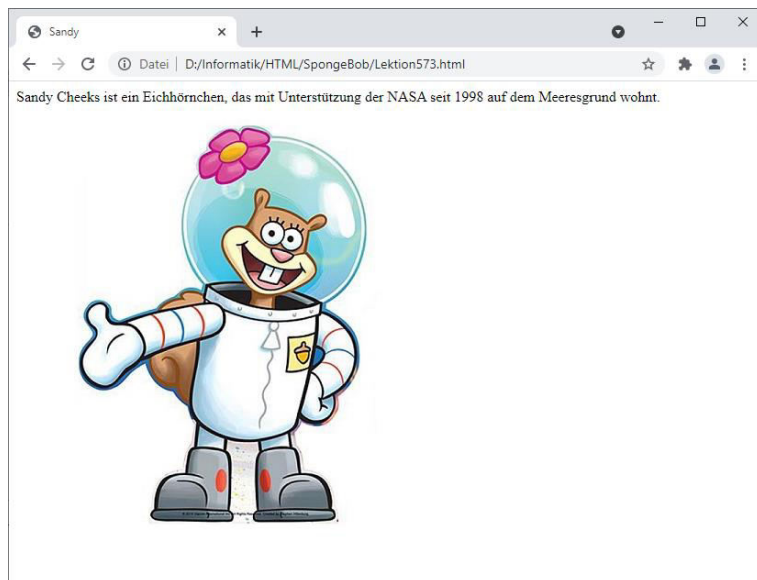 Sandy
Datei | D:/Informatik/HTML/SpongeBob/Lektion573.html
Sandy Cheeks ist ein Eichhörnchen, das mit Unterstützung der NASA seit 1998 auf dem Meeresgrund wohnt.